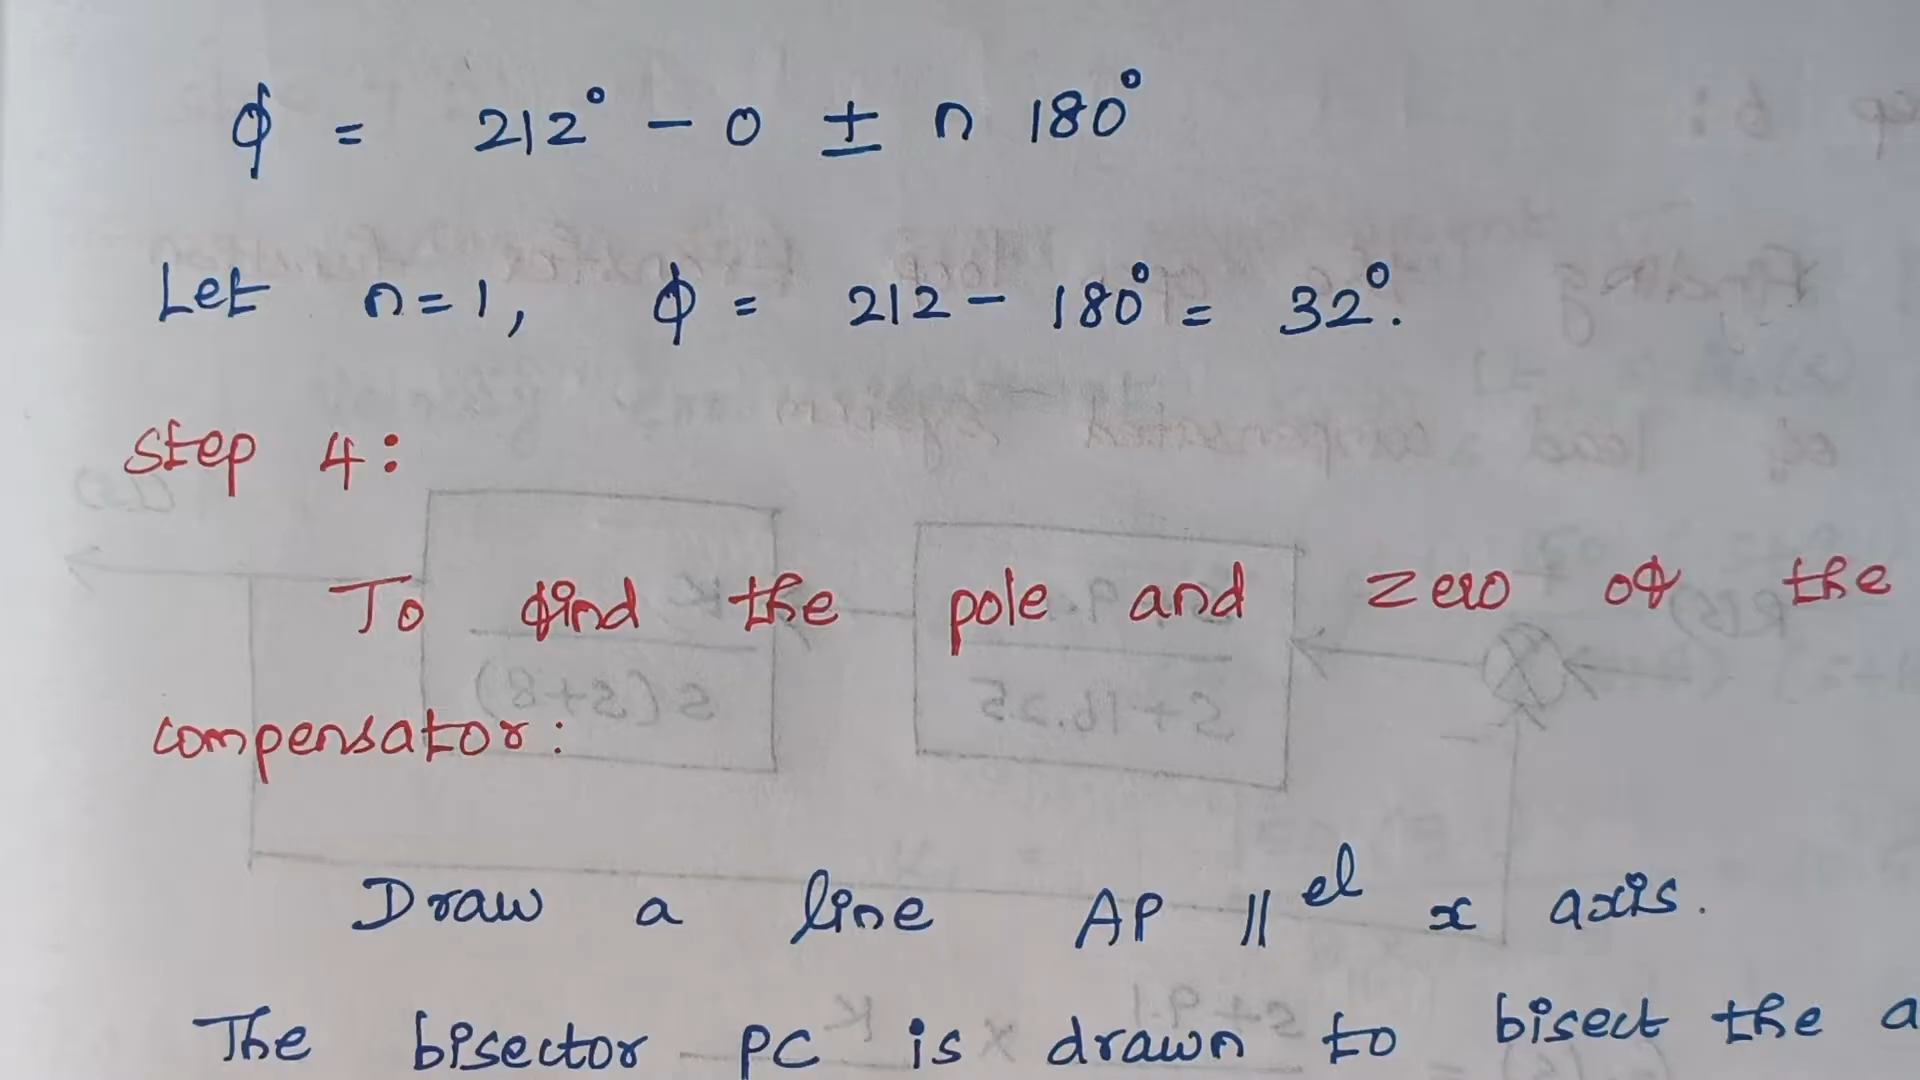 φ = 212° - 0 ± n 180°
Let n=1, φ = 212 - 180° = 32°.
Step 4:
To find the pole and zero of the
compensator:
Draw a line AP ||el x axis.
The bisector PC is drawn to bisect the a